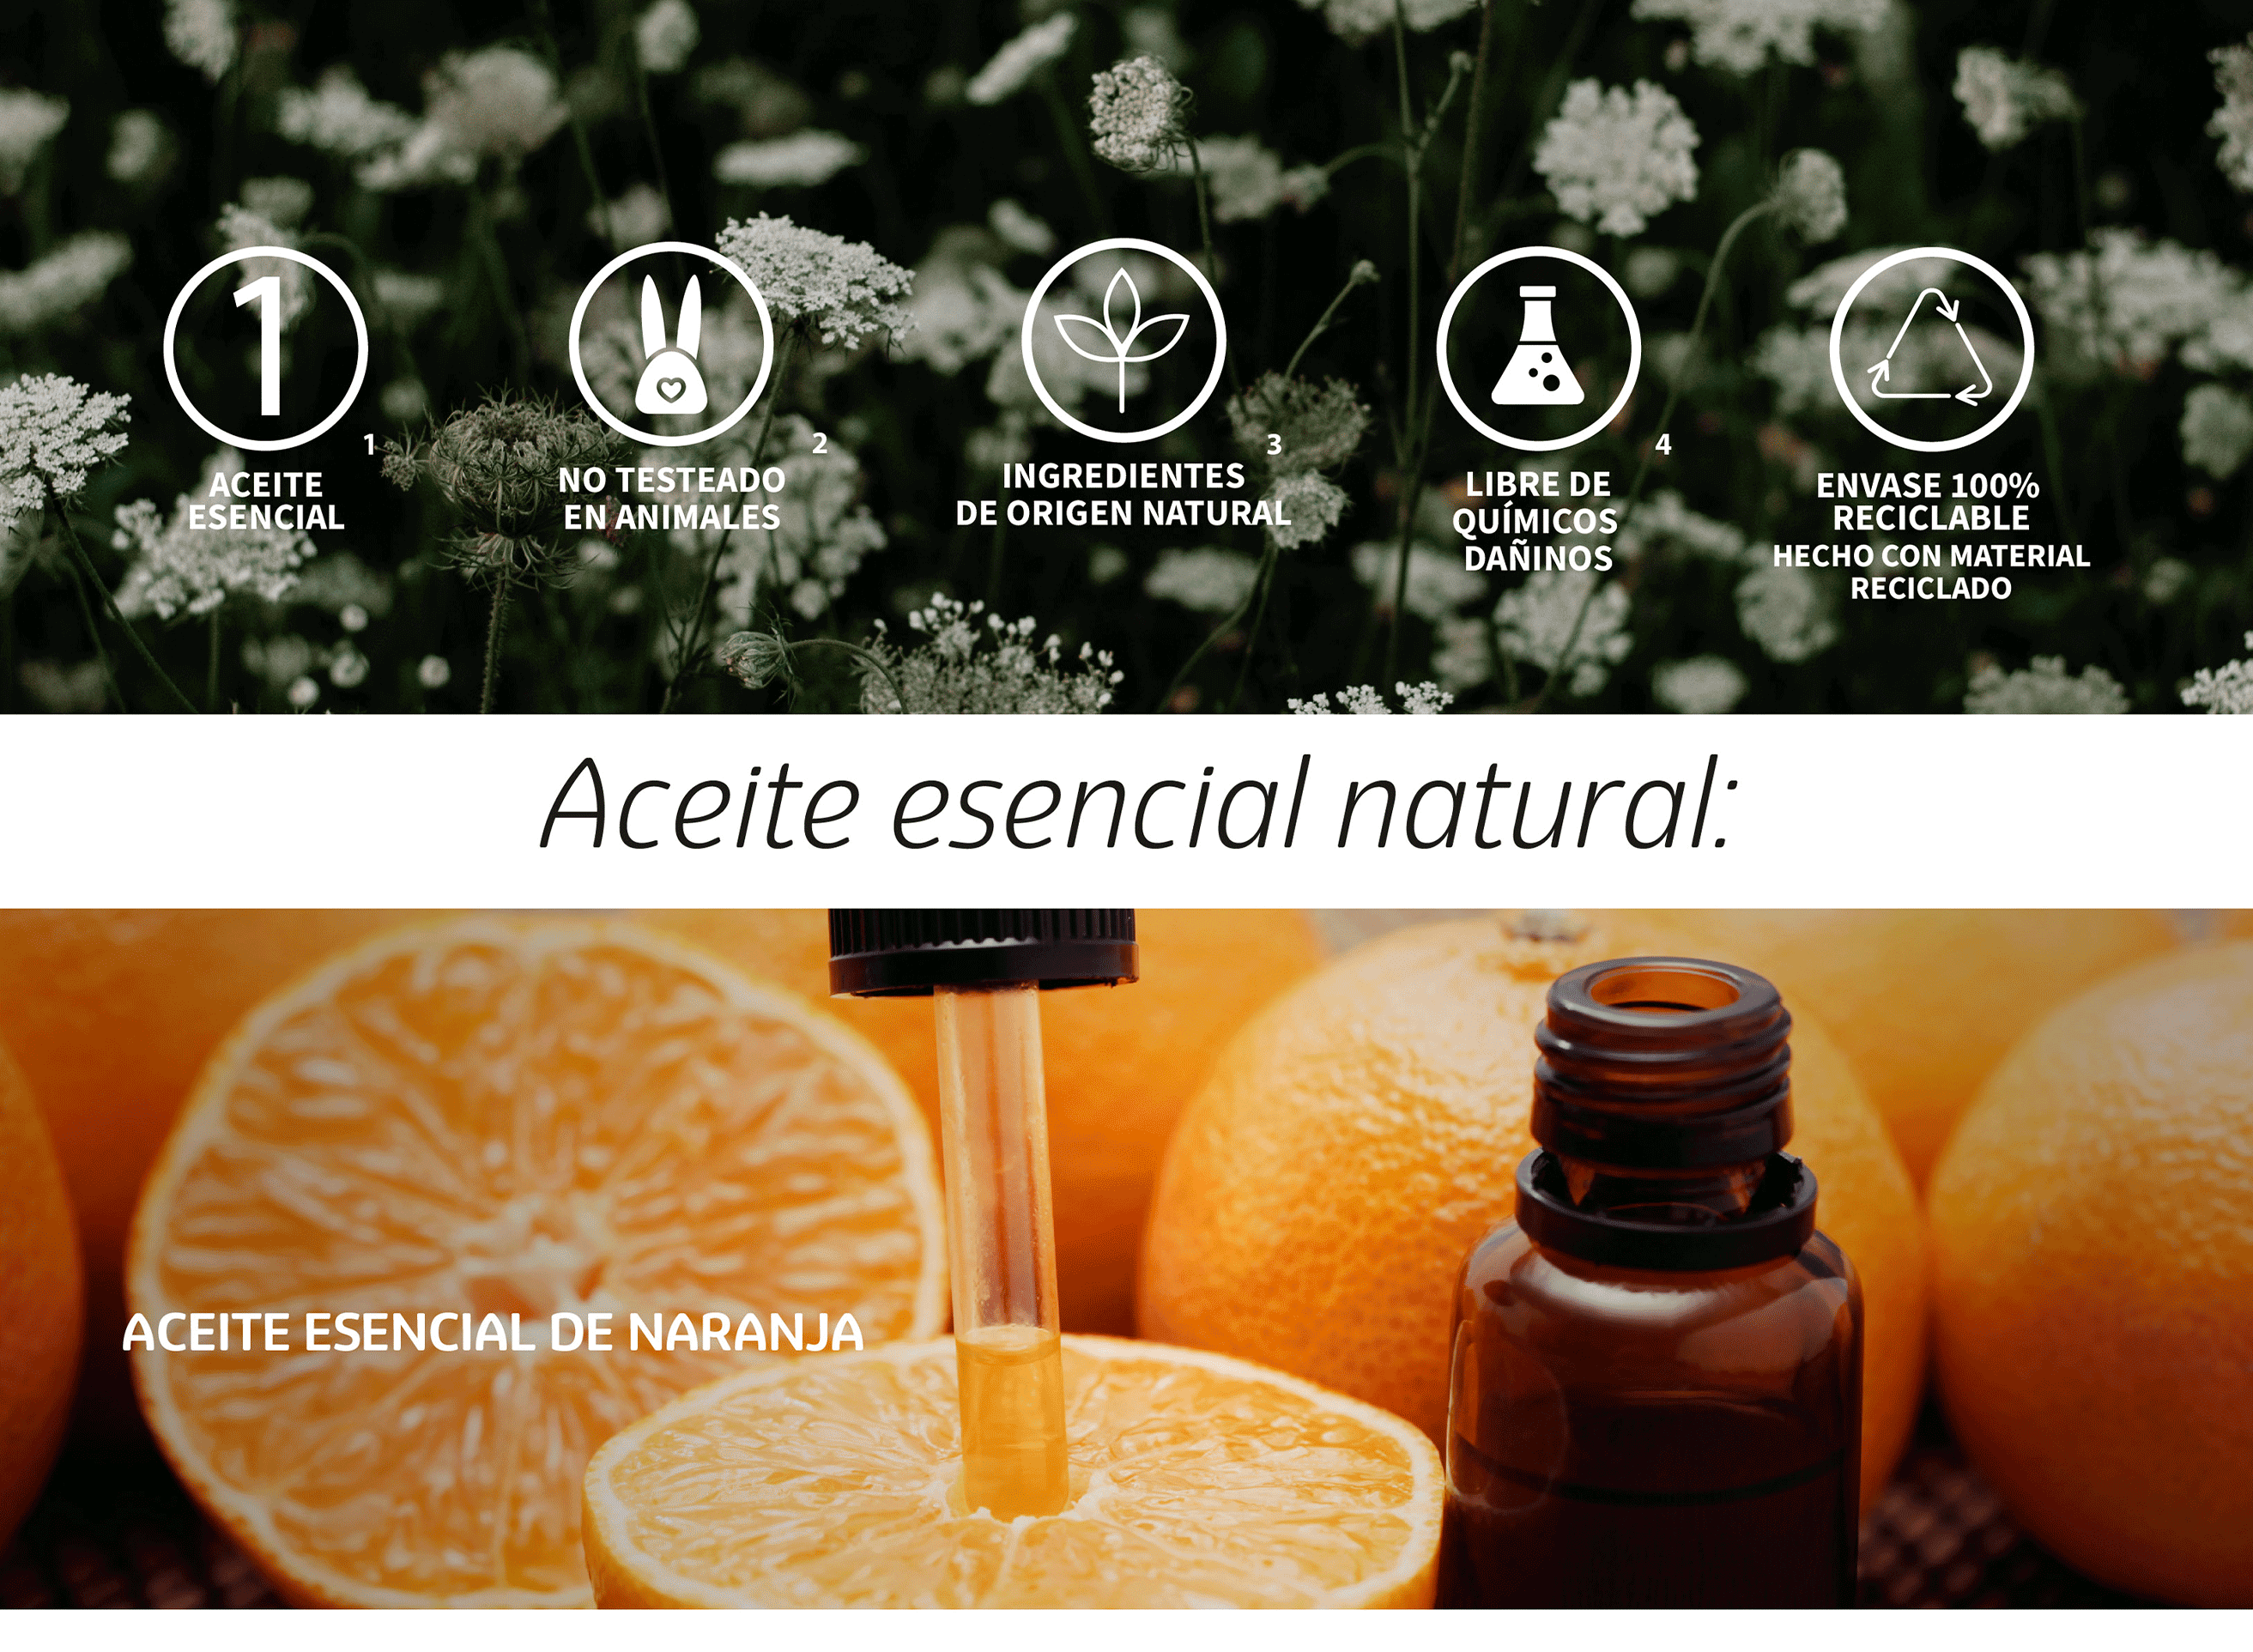 1
1
ACEITE
ESENCIAL
2
NO TESTEADO
EN ANIMALES
3
INGREDIENTES
DE ORIGEN NATURAL
4
LIBRE DE
QUÍMICOS
DAÑINOS
ENVASE 100%
RECICLABLE
HECHO CON MATERIAL
RECICLADO
Aceite esencial natural:
ACEITE ESENCIAL DE NARANJA